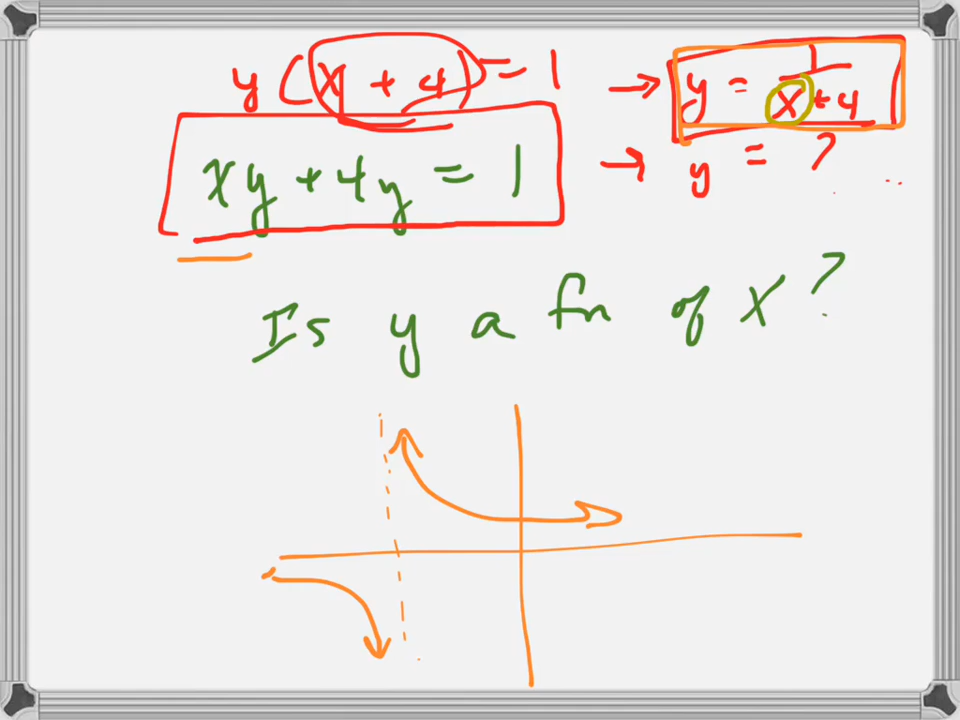 y (x + 4) = 1 → y = 1/(x + 4)
xy + 4y = 1 → y = ?
Is y a fn of x ?